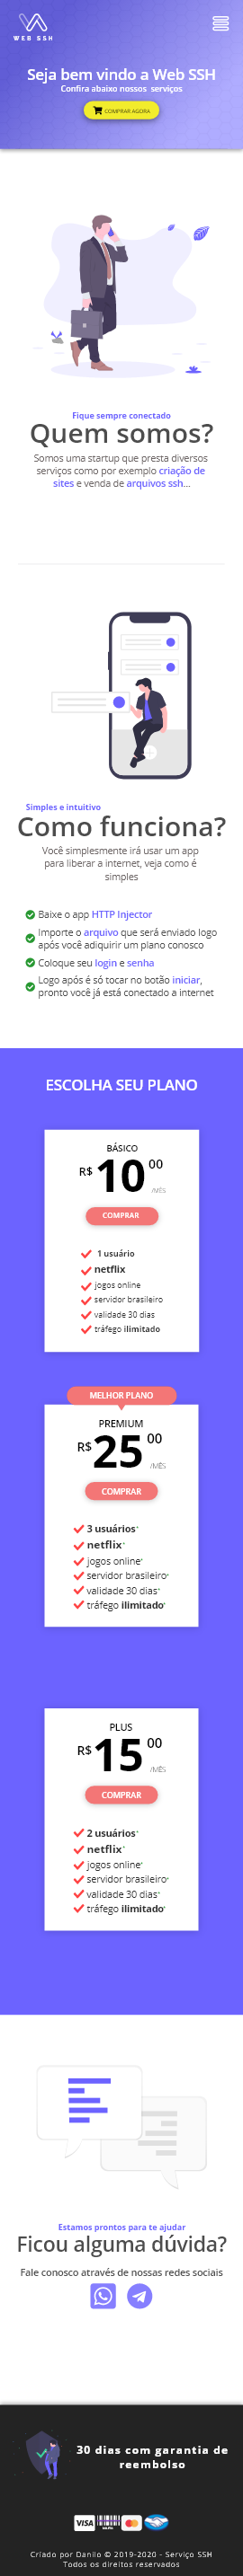 WEB SSH
Seja bem vindo a Web SSH
Confira abaixo nossos serviços
COMPRAR AGORA
Fique sempre conectado
Quem somos?
Somos uma startup que presta diversos
serviços como por exemplo criação de
sites e venda de arquivos ssh...
Simples e intuitivo
Como funciona?
Você simplesmente irá usar um app
para liberar a internet, veja como é
simples
Baixe o app HTTP Injector
Importe o arquivo que será enviado logo
após você adiquirir um plano conosco
Coloque seu login e senha
Logo após é só tocar no botão iniciar,
pronto você já está conectado a internet
ESCOLHA SEU PLANO
BÁSICO
R$ 10 00
/MÊS
COMPRAR
1 usuário
netflix
jogos online
servidor brasileiro
validade 30 dias
tráfego ilimitado
MELHOR PLANO
PREMIUM
R$ 25 00
/MÊS
COMPRAR
3 usuários*
netflix*
jogos online*
servidor brasileiro*
validade 30 dias*
tráfego ilimitado*
PLUS
R$ 15 00
/MÊS
COMPRAR
2 usuários*
netflix*
jogos online*
servidor brasileiro*
validade 30 dias*
tráfego ilimitado*
Estamos prontos para te ajudar
Ficou alguma dúvida?
Fale conosco através de nossas redes sociais
30 dias com garantia de
reembolso
VISA
Criado por Danilo © 2019-2020 - Serviço SSH
Todos os direitos reservados